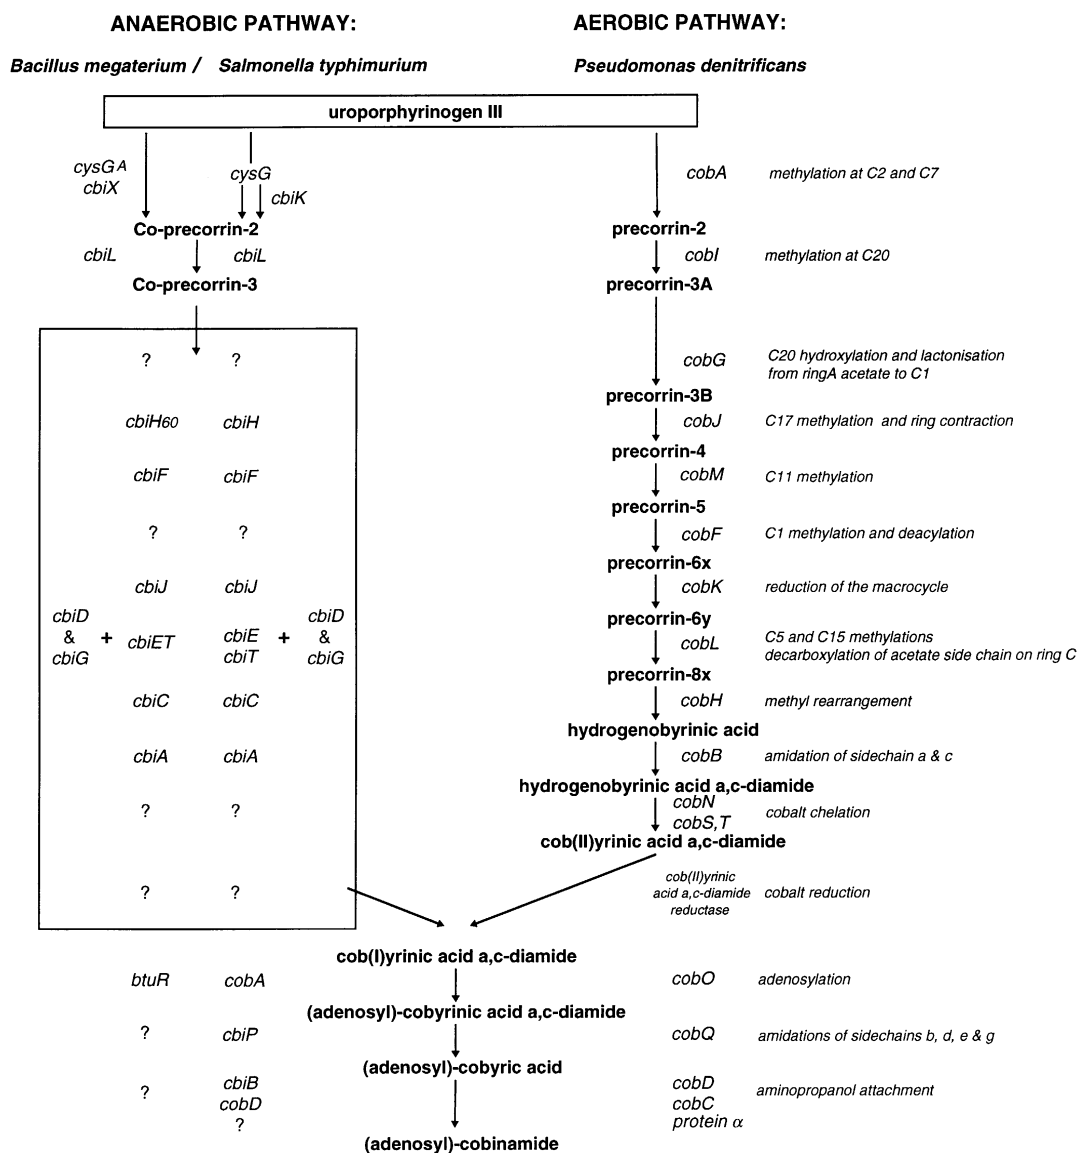 ANAEROBIC PATHWAY: AEROBIC PATHWAY:
Bacillus megaterium / Salmonella typhimurium Pseudomonas denitrificans
uroporphyrinogen III
cysGA cysG cobA methylation at C2 and C7
cbiX cbiK
Co-precorrin-2 precorrin-2
cbiL cbiL cobI methylation at C20
Co-precorrin-3 precorrin-3A
? ? cobG C20 hydroxylation and lactonisation
from ringA acetate to C1
precorrin-3B
cbiH60 cbiH cobJ C17 methylation and ring contraction
precorrin-4
cbiF cbiF cobM C11 methylation
precorrin-5
? ? cobF C1 methylation and deacylation
precorrin-6x
cbiJ cbiJ cobK reduction of the macrocycle
cbiD cbiD precorrin-6y
& + cbiET cbiE + & cobL C5 and C15 methylations
cbiG cbiT cbiG decarboxylation of acetate side chain on ring C
precorrin-8x
cbiC cbiC cobH methyl rearrangement
hydrogenobyrinic acid
cbiA cbiA cobB amidation of sidechain a & c
hydrogenobyrinic acid a,c-diamide
? ? cobN cobalt chelation
cobS,T
cob(II)yrinic acid a,c-diamide
cob(II)yrinic
? ? acid a,c-diamide cobalt reduction
reductase
cob(I)yrinic acid a,c-diamide
btuR cobA cobO adenosylation
(adenosyl)-cobyrinic acid a,c-diamide
? cbiP cobQ amidations of sidechains b, d, e & g
(adenosyl)-cobyric acid
? cbiB cobD aminopropanol attachment
cobD cobC
? protein α
(adenosyl)-cobinamide